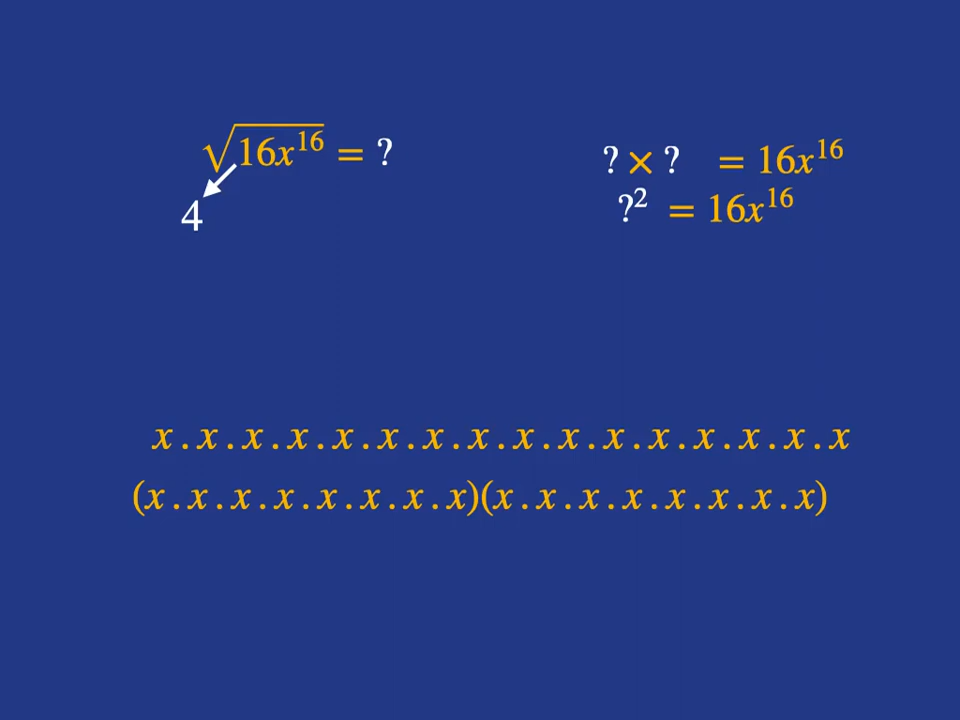 √16x¹⁶ = ?
4
? × ? = 16x¹⁶
?² = 16x¹⁶
x . x . x . x . x . x . x . x . x . x . x . x . x . x . x . x
(x . x . x . x . x . x . x . x)(x . x . x . x . x . x . x . x)